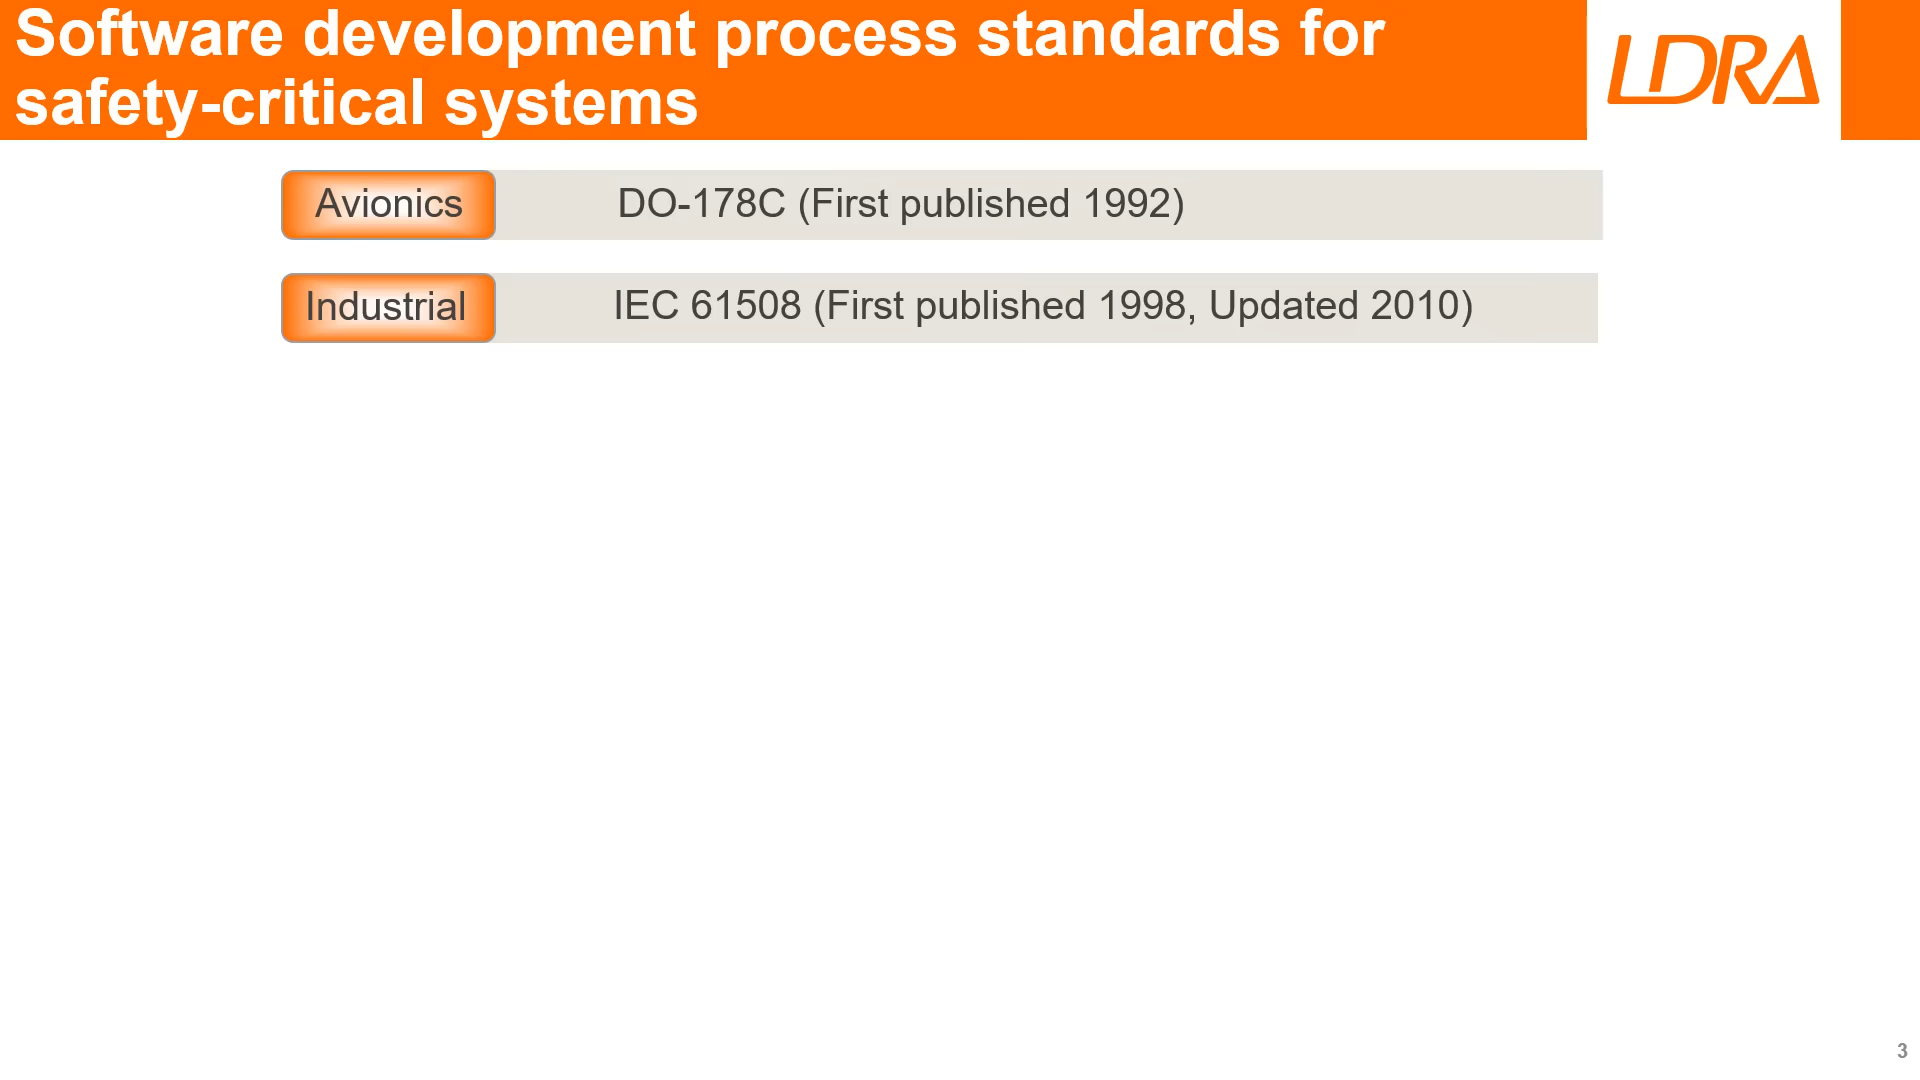 Software development process standards for
safety-critical systems
LDRA
Avionics
DO-178C (First published 1992)
Industrial
IEC 61508 (First published 1998, Updated 2010)
3